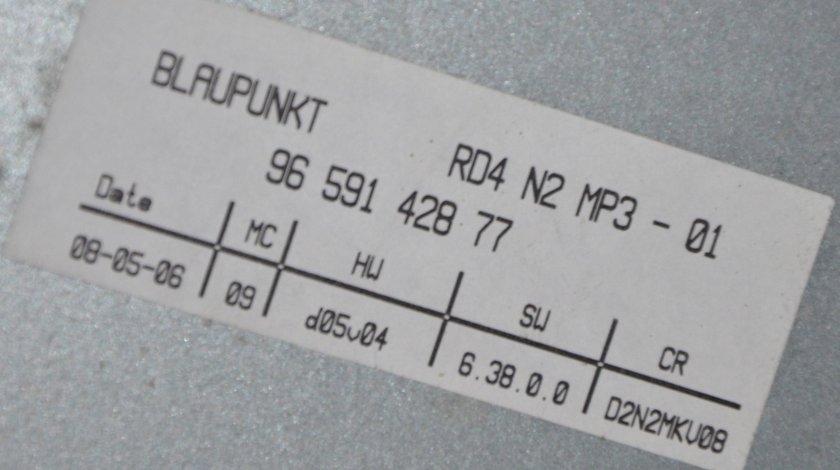 BLAUPUNKT
RD4 N2 MP3 - 01
96 591 428 77
Date MC HW SW CR
08-05-06 09 d05v04 6.38.0.0 D2N2MKV08